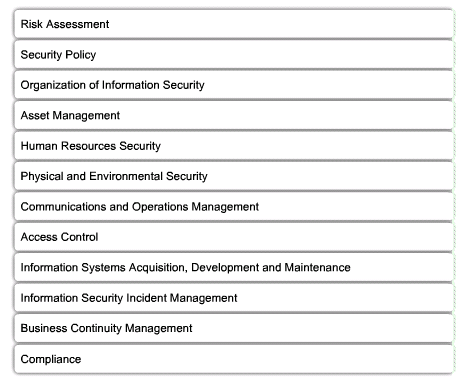 Risk Assessment
Security Policy
Organization of Information Security
Asset Management
Human Resources Security
Physical and Environmental Security
Communications and Operations Management
Access Control
Information Systems Acquisition, Development and Maintenance
Information Security Incident Management
Business Continuity Management
Compliance